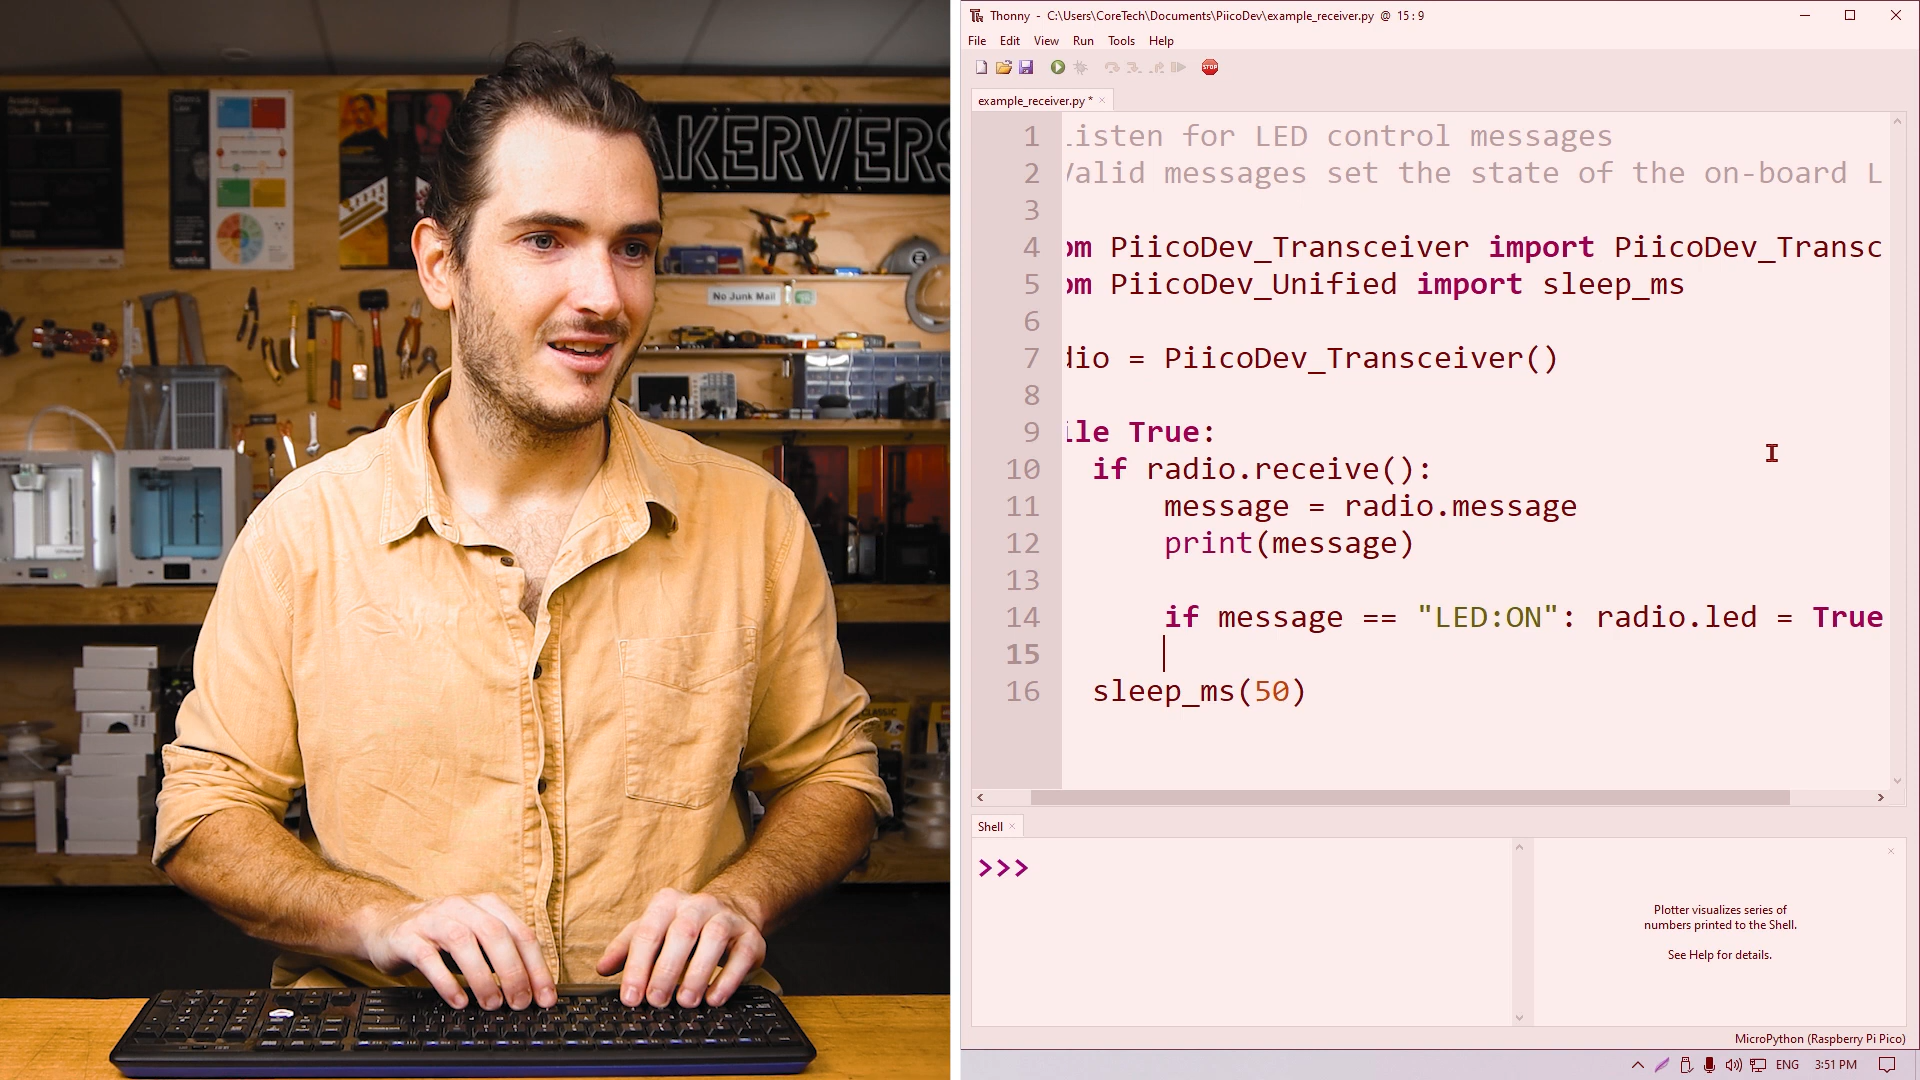 AKERVERS
No Junk Mail
Thonny - C:\Users\CoreTech\Documents\PiicoDev\example_receiver.py @ 15 : 9
File Edit View Run Tools Help
STOP
example_receiver.py *
1 isten for LED control messages
2 Valid messages set the state of the on-board L
3
4 om PiicoDev_Transceiver import PiicoDev_Transc
5 om PiicoDev_Unified import sleep_ms
6
7 dio = PiicoDev_Transceiver()
8
9 ile True:
10 if radio.receive():
11 message = radio.message
12 print(message)
13
14 if message == "LED:ON": radio.led = True
15
16 sleep_ms(50)
Shell
>>>
Plotter visualizes series of
numbers printed to the Shell.
See Help for details.
MicroPython (Raspberry Pi Pico)
ENG 3:51 PM